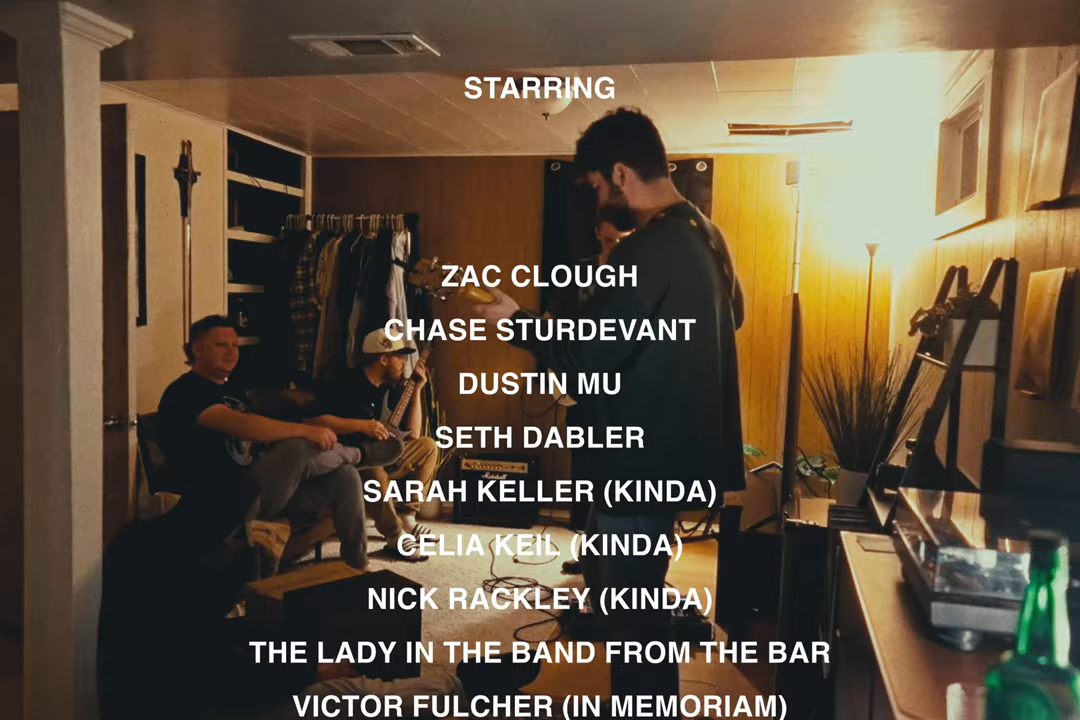 STARRING
ZAC CLOUGH
CHASE STURDEVANT
DUSTIN MU
SETH DABLER
SARAH KELLER (KINDA)
CELIA KEIL (KINDA)
NICK RACKLEY (KINDA)
THE LADY IN THE BAND FROM THE BAR
VICTOR FULCHER (IN MEMORIAM)
Marshall